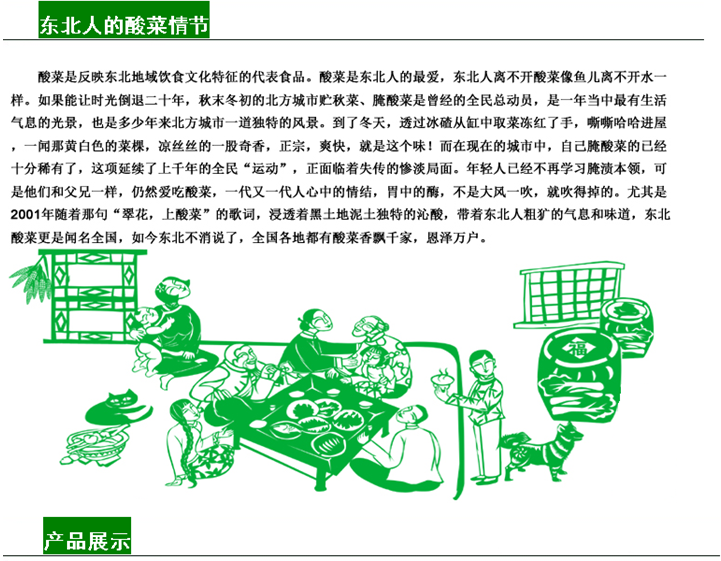 东北人的酸菜情节
酸菜是反映东北地域饮食文化特征的代表食品。酸菜是东北人的最爱，东北人离不开酸菜像鱼儿离不开水一
样。如果能让时光倒退二十年，秋末冬初的北方城市贮秋菜、腌酸菜是曾经的全民总动员，是一年当中最有生活
气息的光景，也是多少年来北方城市一道独特的风景。到了冬天，透过冰碴从缸中取菜冻红了手，嘶嘶哈哈进屋
，一闻那黄白色的菜棵，凉丝丝的一股奇香，正宗，爽快，就是这个味！而在现在的城市中，自己腌酸菜的已经
十分稀有了，这项延续了上千年的全民“运动”，正面临着失传的惨淡局面。年轻人已经不再学习腌渍本领，可
是他们和父兄一样，仍然爱吃酸菜，一代又一代人心中的情结，胃中的酶，不是大风一吹，就吹得掉的。尤其是
2001年随着那句“翠花，上酸菜”的歌词，浸透着黑土地泥土独特的沁酸，带着东北人粗犷的气息和味道，东北
酸菜更是闻名全国，如今东北不消说了，全国各地都有酸菜香飘千家，恩泽万户。
福
产品展示